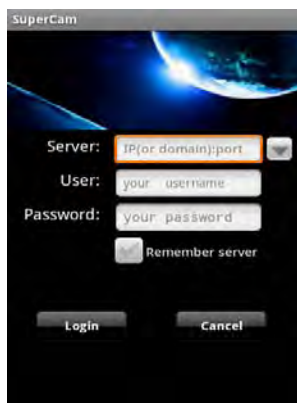 SuperCam
Server: IP(or domain):port
User: your username
Password: your password
Remember server
Login Cancel